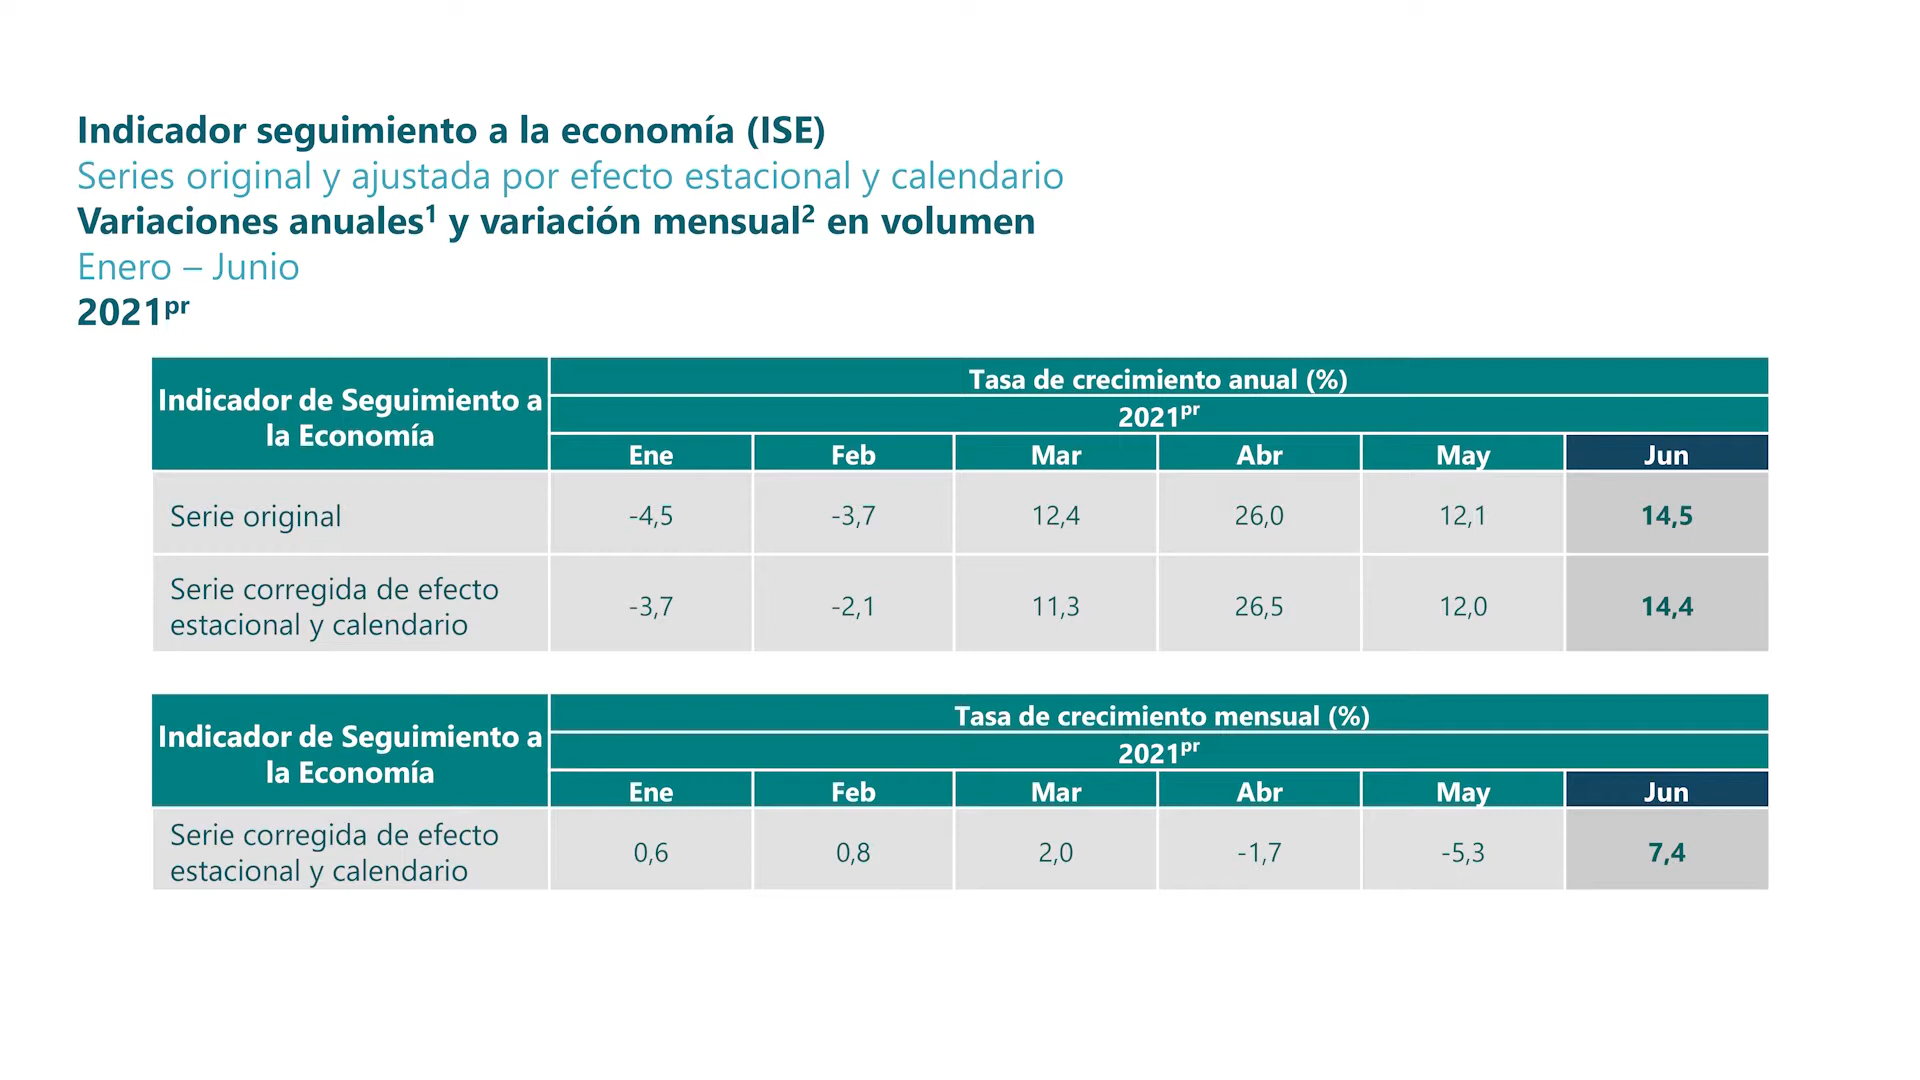 Indicador seguimiento a la economía (ISE)
Series original y ajustada por efecto estacional y calendario
Variaciones anuales¹ y variación mensual² en volumen
Enero – Junio
2021ᵖʳ
Indicador de Seguimiento a
la Economía
Tasa de crecimiento anual (%)
2021ᵖʳ
Ene Feb Mar Abr May Jun
Serie original -4,5 -3,7 12,4 26,0 12,1 14,5
Serie corregida de efecto
estacional y calendario -3,7 -2,1 11,3 26,5 12,0 14,4
Indicador de Seguimiento a
la Economía
Tasa de crecimiento mensual (%)
2021ᵖʳ
Ene Feb Mar Abr May Jun
Serie corregida de efecto
estacional y calendario 0,6 0,8 2,0 -1,7 -5,3 7,4